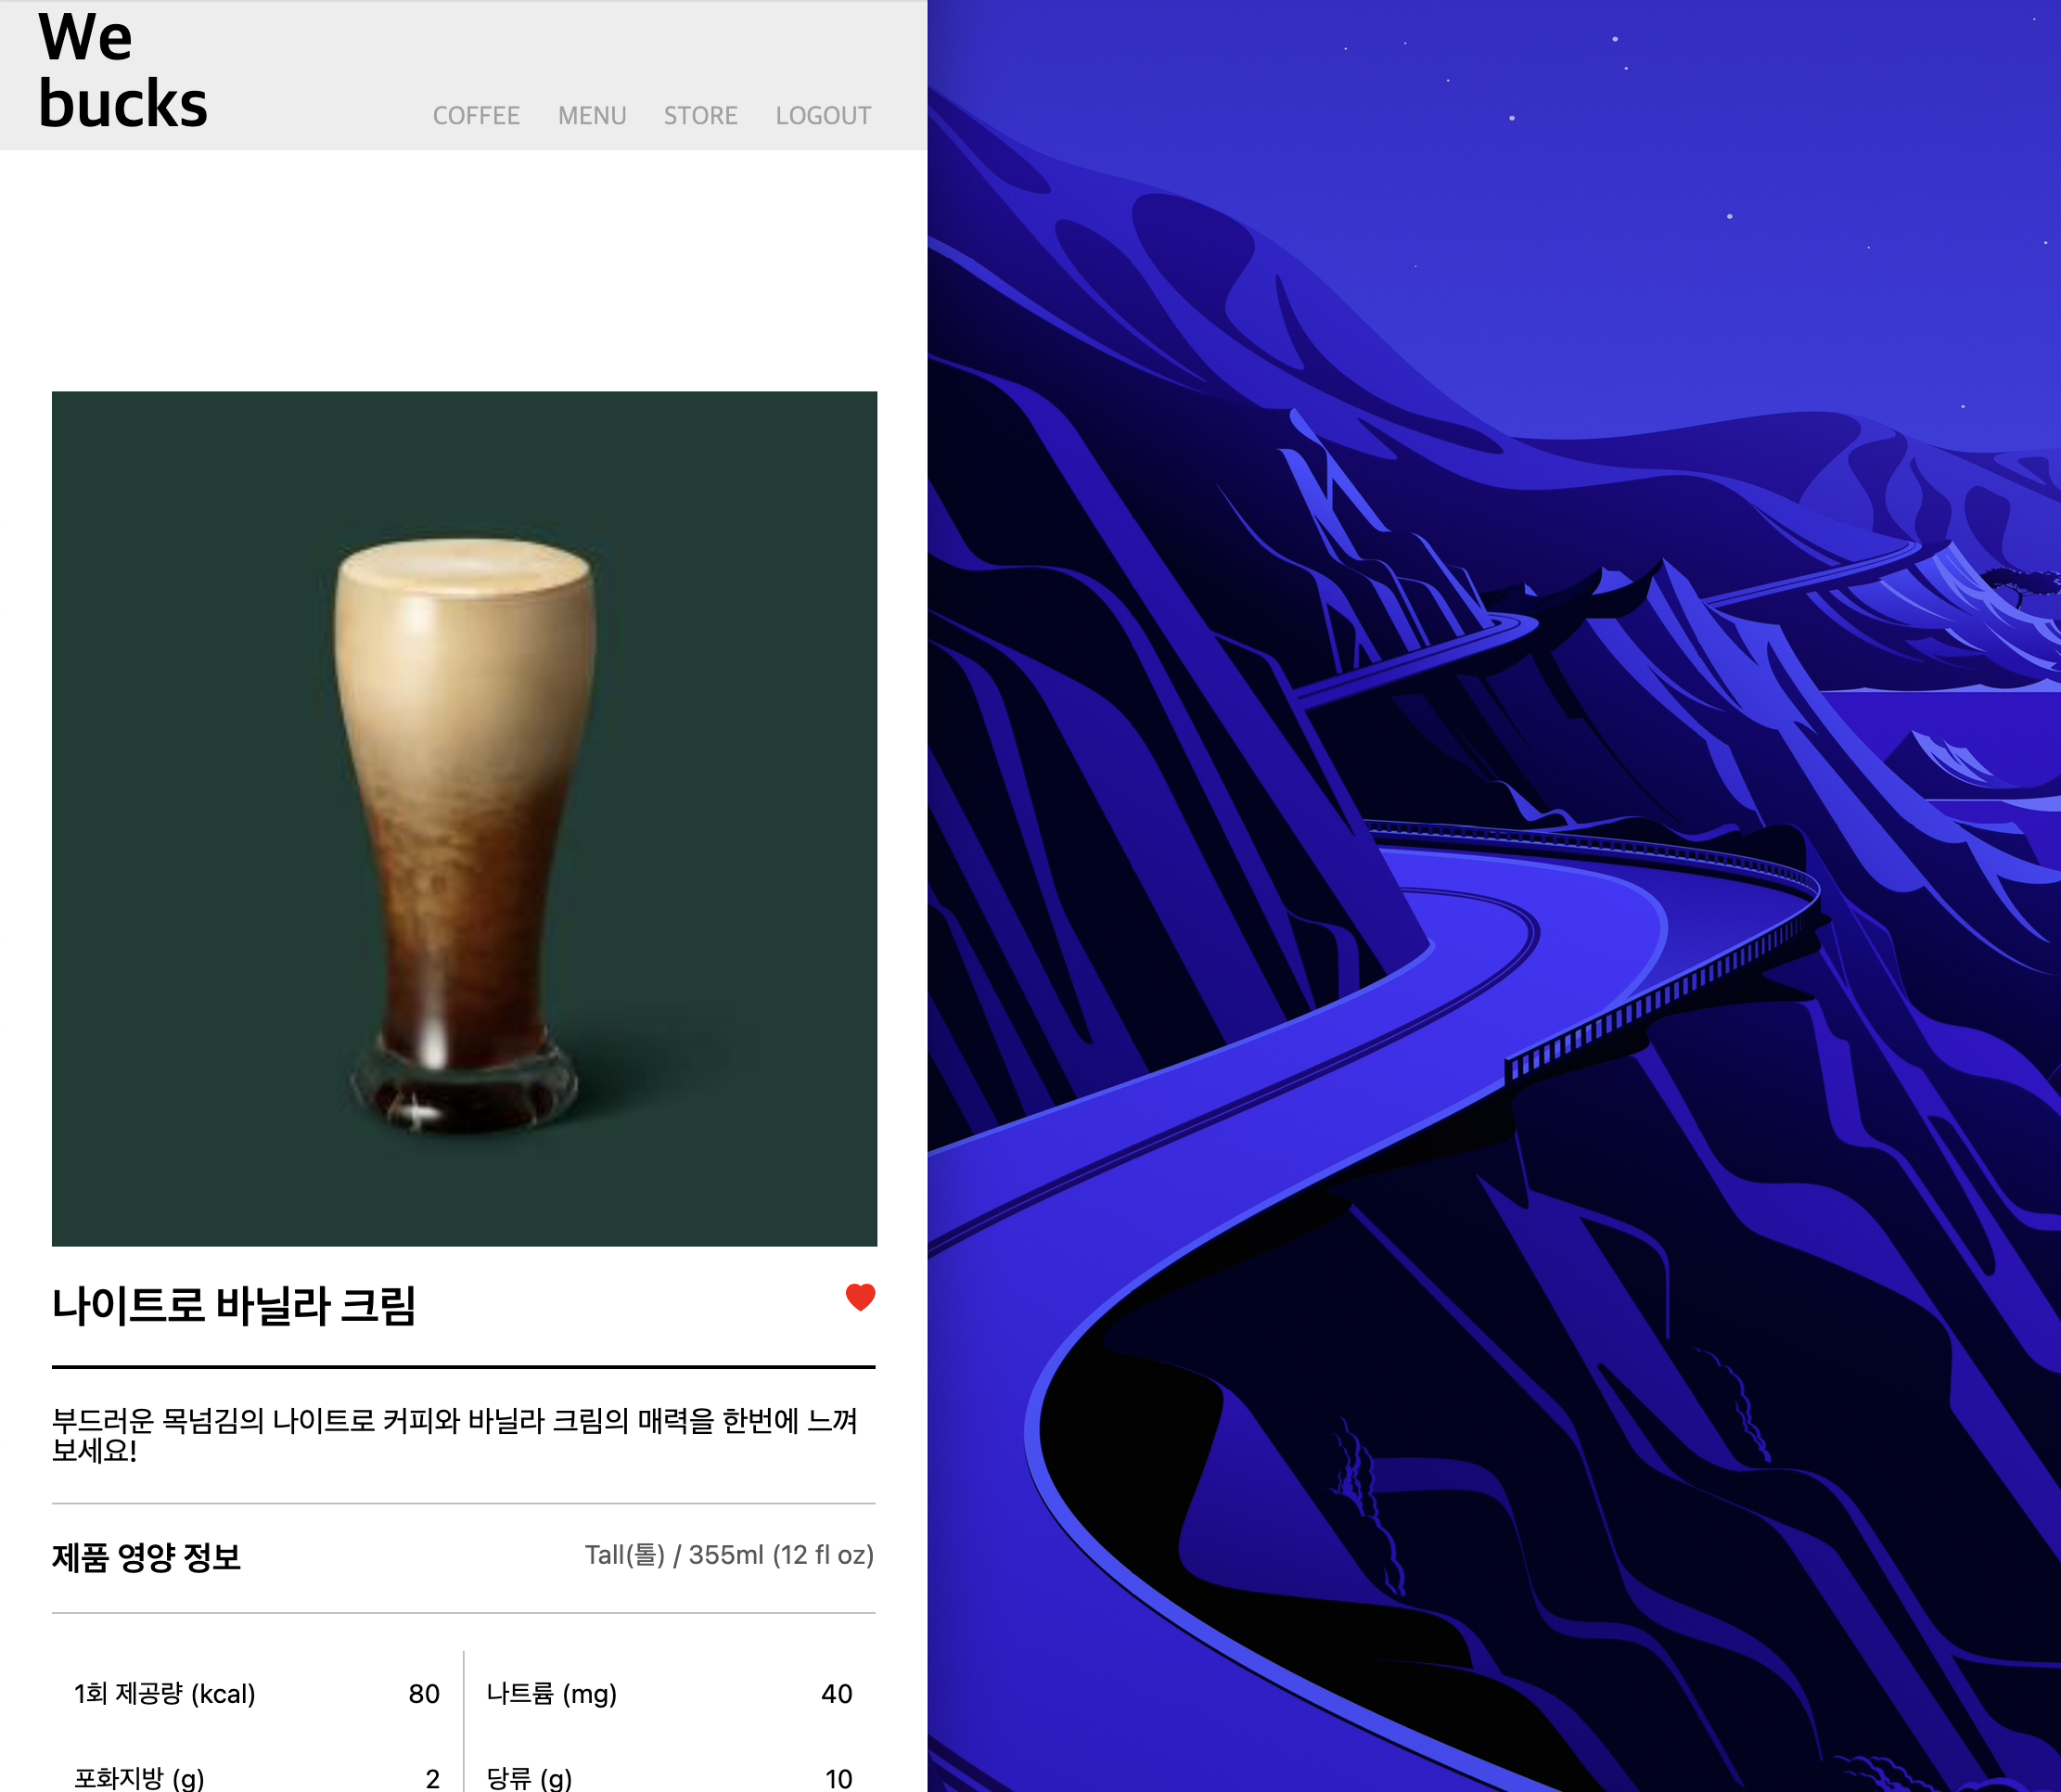 We
bucks
COFFEE MENU STORE LOGOUT
나이트로 바닐라 크림
부드러운 목넘김의 나이트로 커피와 바닐라 크림의 매력을 한번에 느껴
보세요!
제품 영양 정보 Tall(톨) / 355ml (12 fl oz)
1회 제공량 (kcal) 80 나트륨 (mg) 40
포화지방 (g) 2 당류 (g) 10